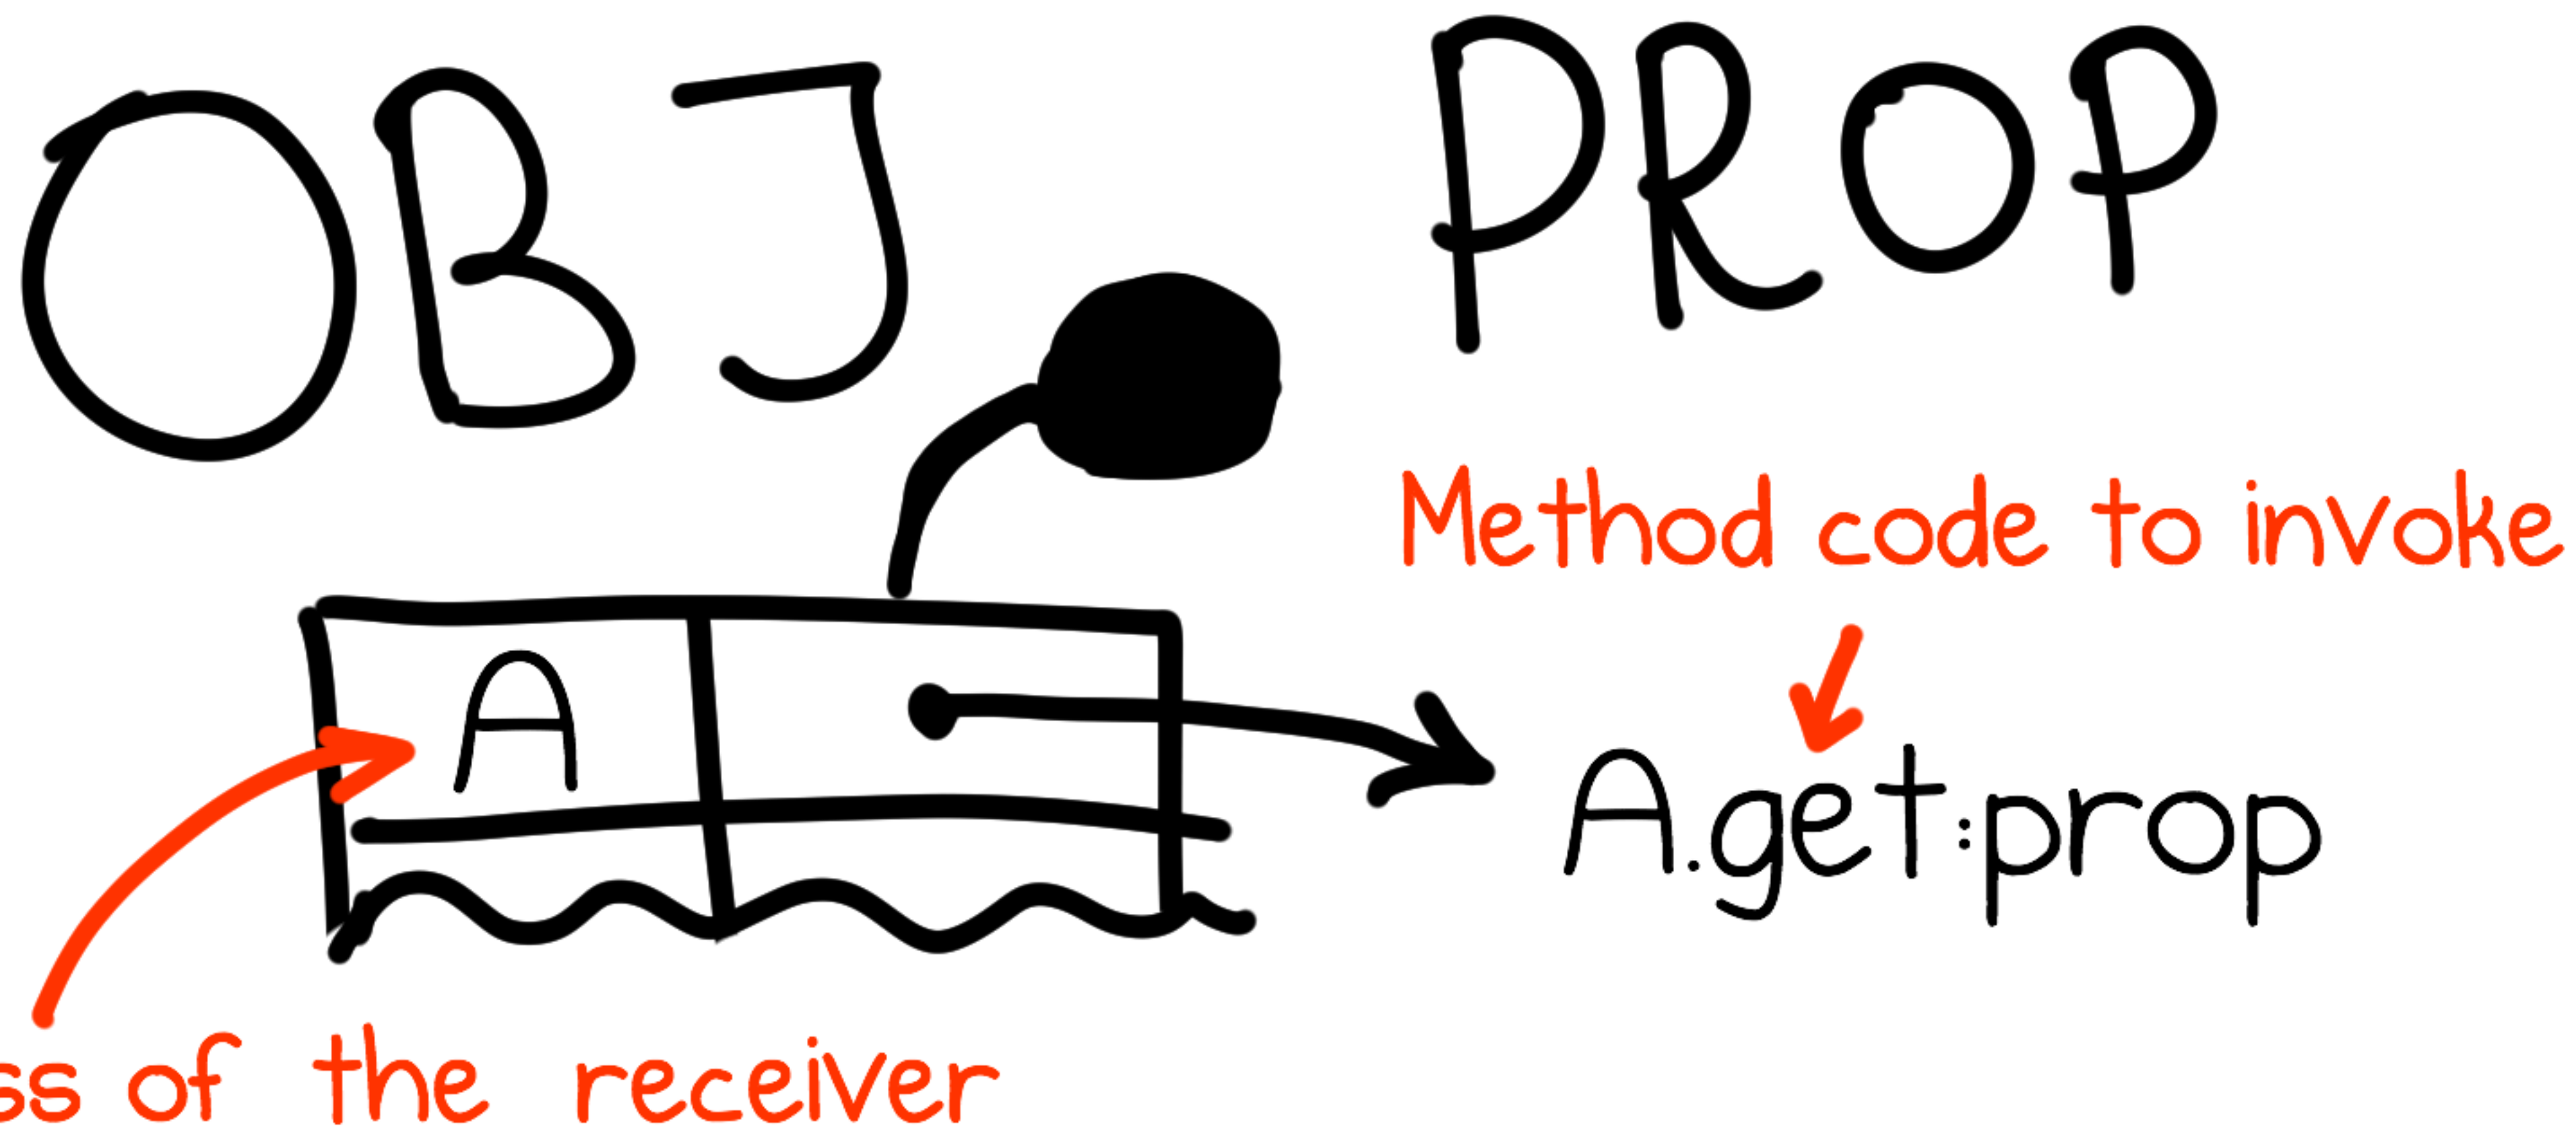 OBJ PROP
Method code to invoke
A
A.get:prop
ss of the receiver